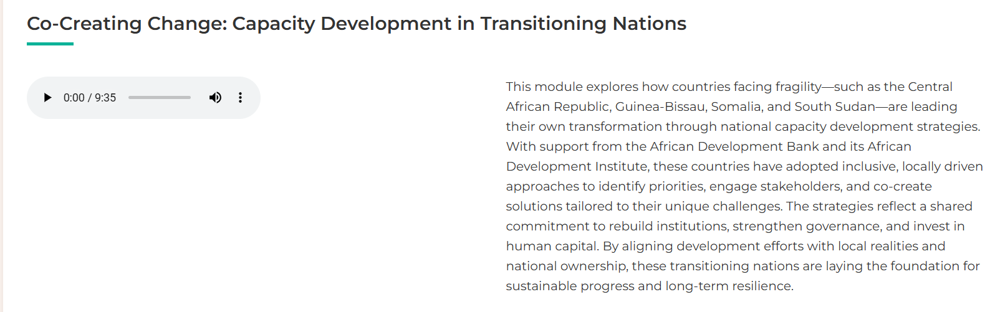 Co-Creating Change: Capacity Development in Transitioning Nations
0:00 / 9:35
This module explores how countries facing fragility—such as the Central
African Republic, Guinea-Bissau, Somalia, and South Sudan—are leading
their own transformation through national capacity development strategies.
With support from the African Development Bank and its African
Development Institute, these countries have adopted inclusive, locally driven
approaches to identify priorities, engage stakeholders, and co-create
solutions tailored to their unique challenges. The strategies reflect a shared
commitment to rebuild institutions, strengthen governance, and invest in
human capital. By aligning development efforts with local realities and
national ownership, these transitioning nations are laying the foundation for
sustainable progress and long-term resilience.